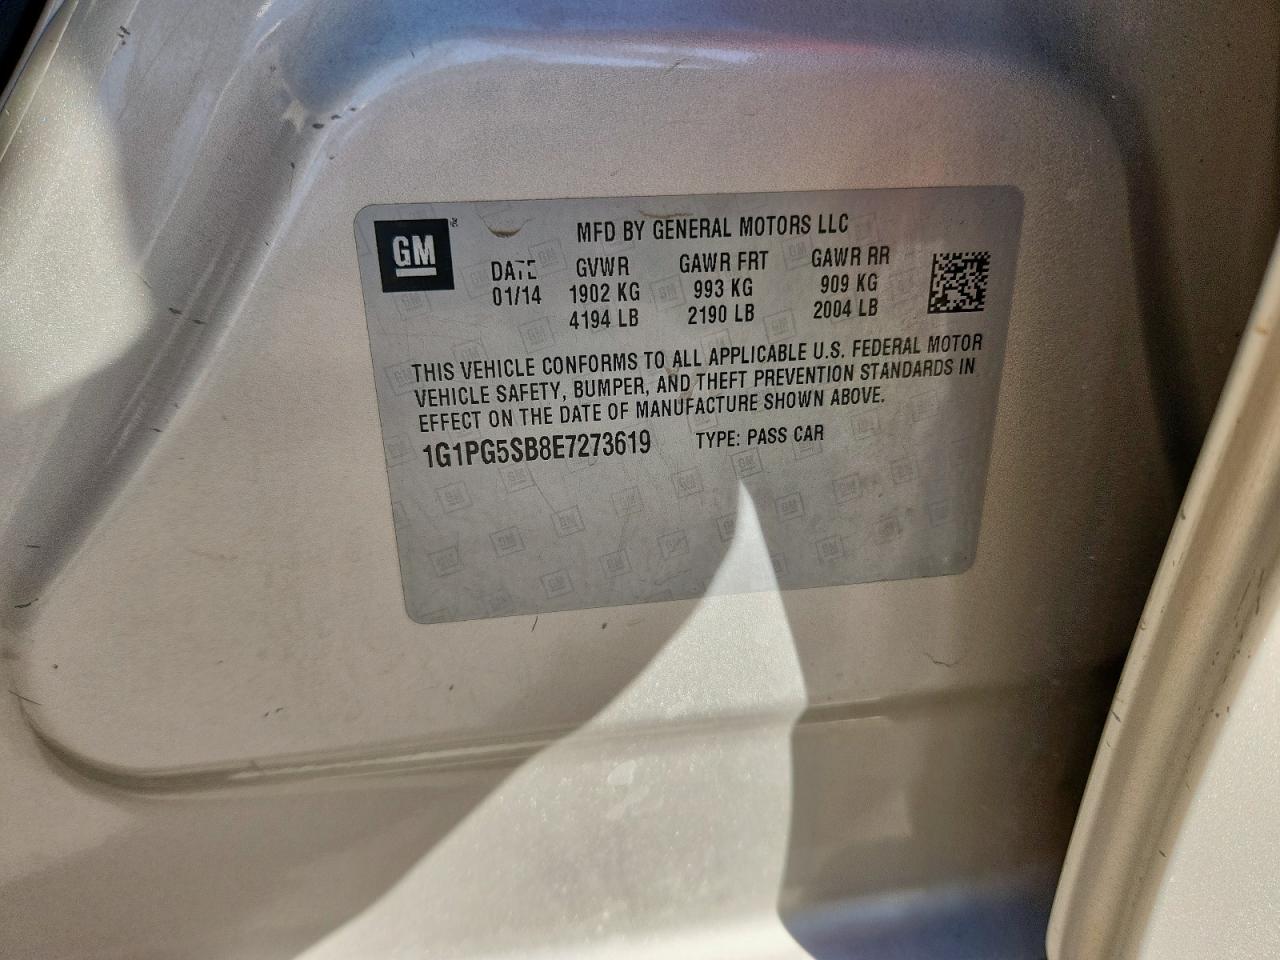 GM
MFD BY GENERAL MOTORS LLC
DATE GVWR GAWR FRT GAWR RR
01/14 1902 KG 993 KG 909 KG
4194 LB 2190 LB 2004 LB
THIS VEHICLE CONFORMS TO ALL APPLICABLE U.S. FEDERAL MOTOR
VEHICLE SAFETY, BUMPER, AND THEFT PREVENTION STANDARDS IN
EFFECT ON THE DATE OF MANUFACTURE SHOWN ABOVE.
1G1PG5SB8E7273619 TYPE: PASS CAR